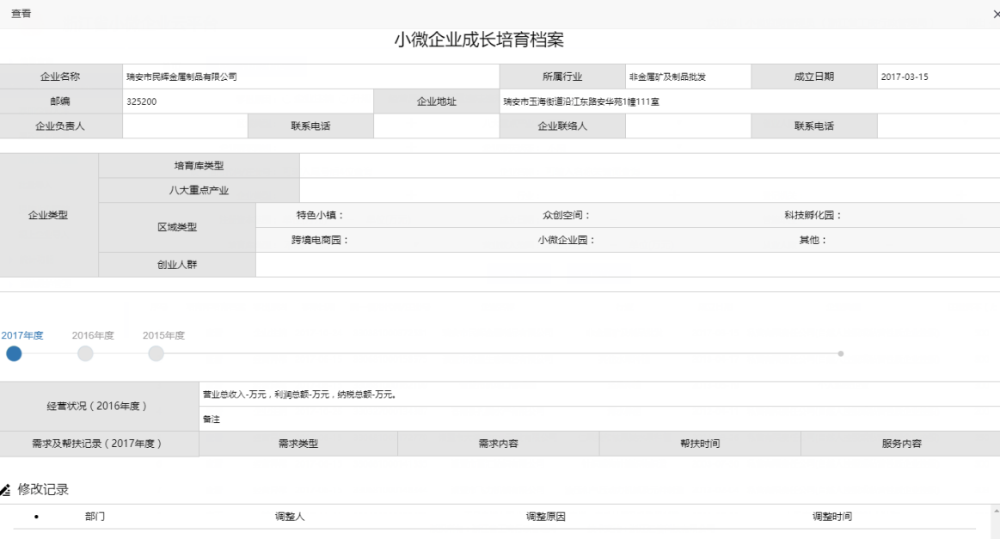 查看
小微企业成长培育档案
企业名称 瑞安市民辉金属制品有限公司 所属行业 非金属矿及制品批发 成立日期 2017-03-15
邮编 325200 企业地址 瑞安市玉海街道沿江东路安华苑1幢111室
企业负责人 联系电话 企业联络人 联系电话
培育库类型
八大重点产业
企业类型
特色小镇： 众创空间： 科技孵化园：
区域类型
跨境电商园： 小微企业园： 其他：
创业人群
2017年度 2016年度 2015年度
营业总收入-万元，利润总额-万元，纳税总额-万元。
经营状况（2016年度）
备注
需求及帮扶记录（2017年度） 需求类型 需求内容 帮扶时间 服务内容
修改记录
部门 调整人 调整原因 调整时间